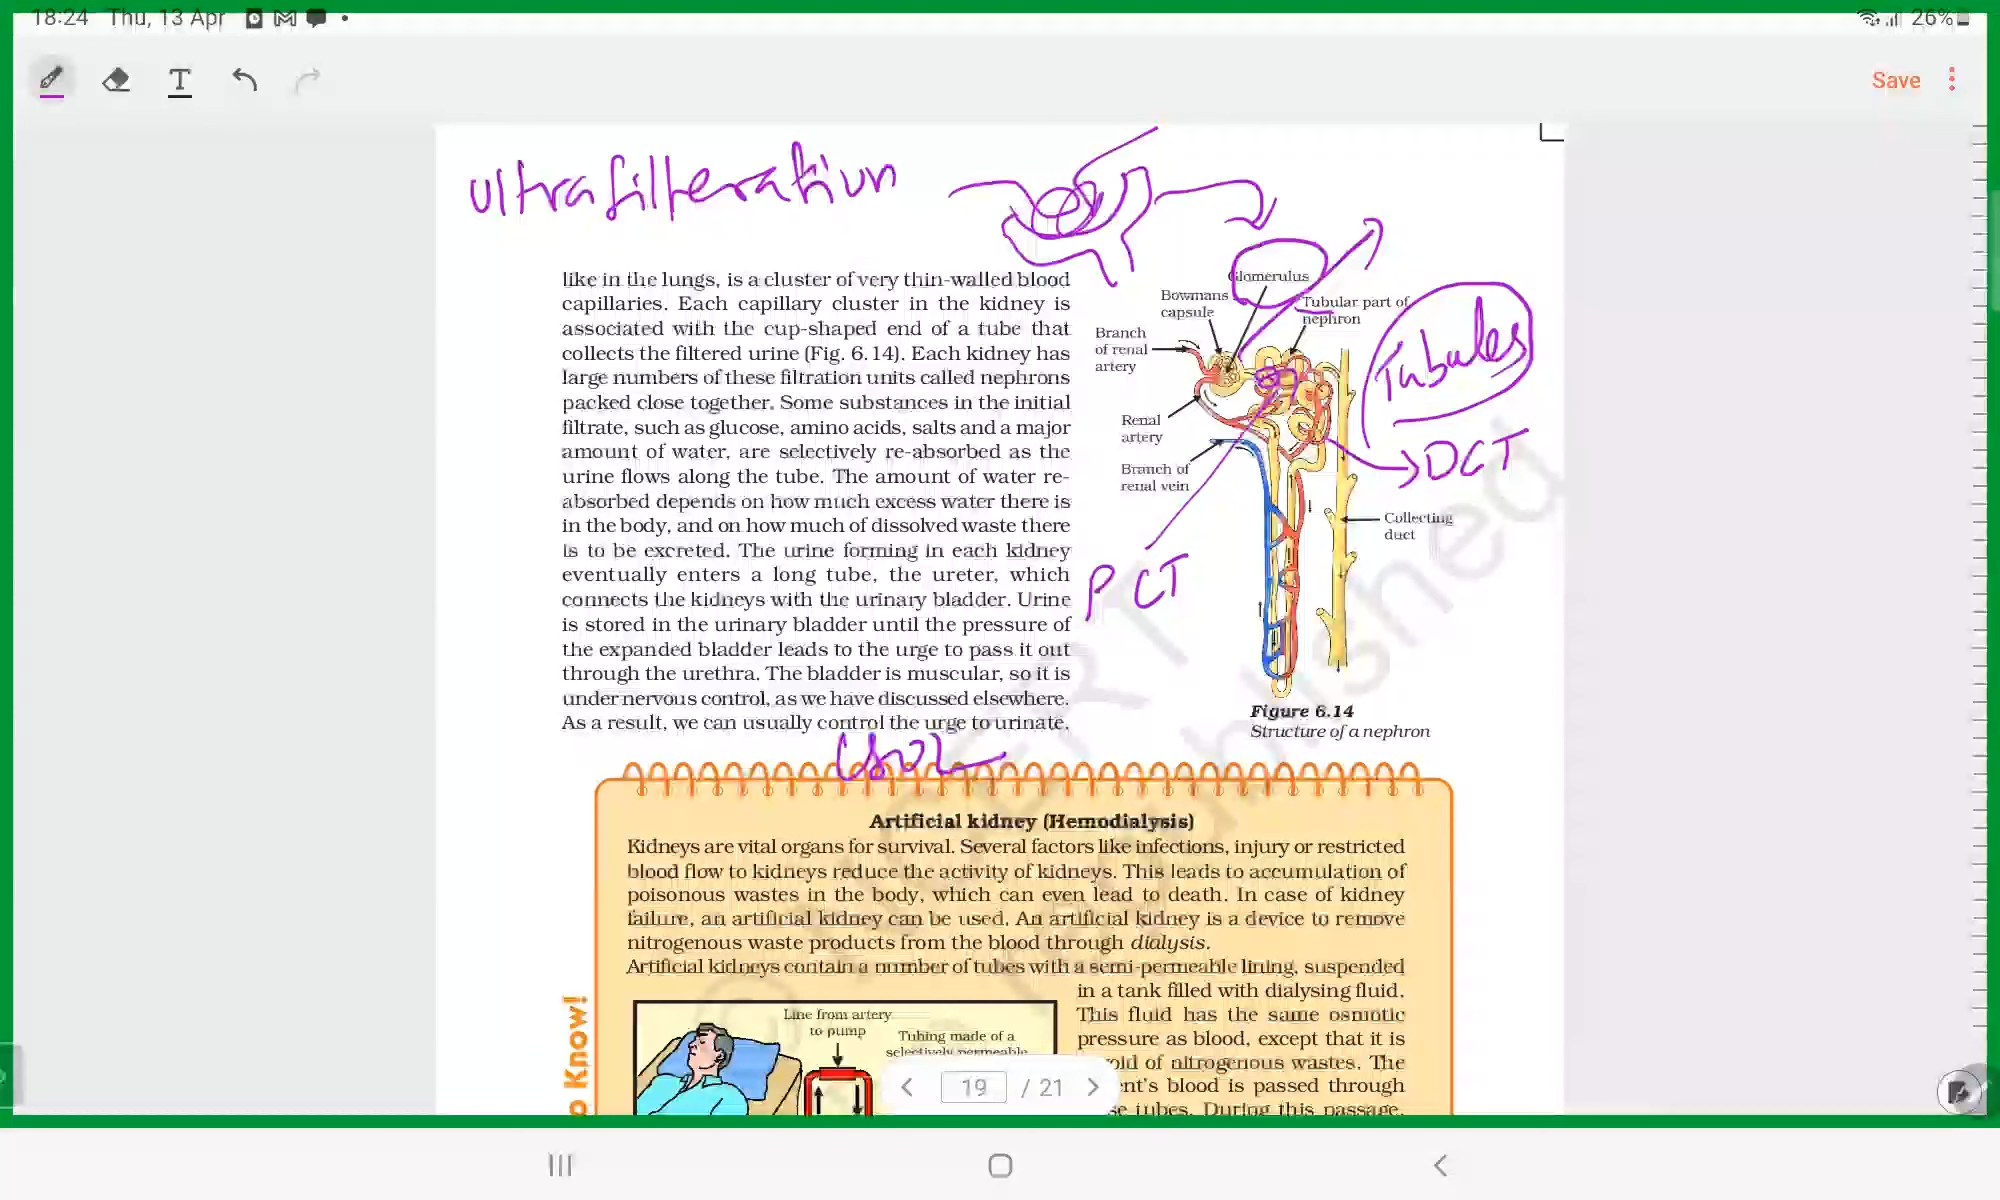 18:24 Thu, 13 Apr
26%
T
Save
ultrafilteration
like in the lungs, is a cluster of very thin-walled blood
capillaries. Each capillary cluster in the kidney is
associated with the cup-shaped end of a tube that
collects the filtered urine (Fig. 6.14). Each kidney has
large numbers of these filtration units called nephrons
packed close together. Some substances in the initial
filtrate, such as glucose, amino acids, salts and a major
amount of water, are selectively re-absorbed as the
urine flows along the tube. The amount of water re-
absorbed depends on how much excess water there is
in the body, and on how much of dissolved waste there
is to be excreted. The urine forming in each kidney
eventually enters a long tube, the ureter, which
connects the kidneys with the urinary bladder. Urine
is stored in the urinary bladder until the pressure of
the expanded bladder leads to the urge to pass it out
through the urethra. The bladder is muscular, so it is
under nervous control, as we have discussed elsewhere.
As a result, we can usually control the urge to urinate.
Glomerulus
Bowmans
capsule
Tubular part of
nephron
Branch
of renal
artery
Tubules
Renal
artery
DCT
Branch of
renal vein
Collecting
duct
PCT
Figure 6.14
Structure of a nephron
Artificial kidney (Hemodialysis)
Kidneys are vital organs for survival. Several factors like infections, injury or restricted
blood flow to kidneys reduce the activity of kidneys. This leads to accumulation of
poisonous wastes in the body, which can even lead to death. In case of kidney
failure, an artificial kidney can be used. An artificial kidney is a device to remove
nitrogenous waste products from the blood through dialysis.
Artificial kidneys contain a number of tubes with a semi-permeable lining, suspended
in a tank filled with dialysing fluid.
This fluid has the same osmotic
pressure as blood, except that it is
of nitrogenous wastes. The
blood is passed through
tubes. During this passage,
Know!
Line from artery
to pump
Tubing made of a
selectively permeable
19 / 21
© NCERT
republished